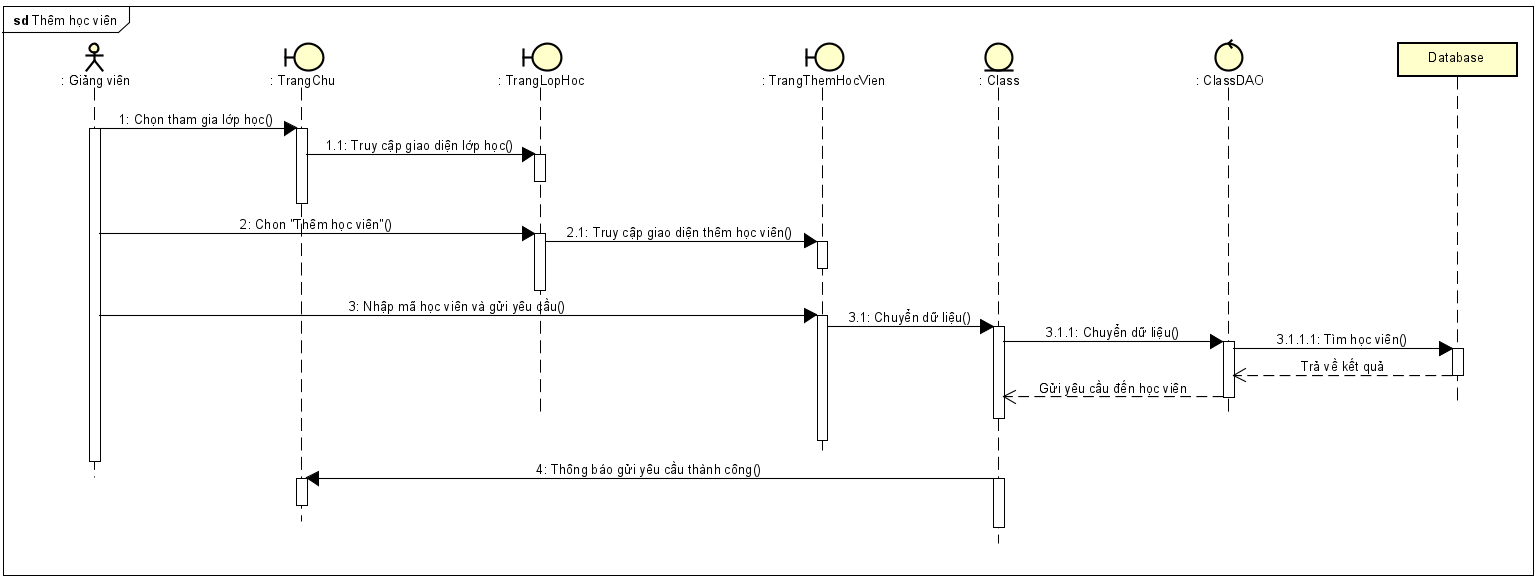 sd Thêm học viên
: Giảng viên
: TrangChu
: TrangLopHoc
: TrangThemHocVien
: Class
: ClassDAO
Database
1: Chọn tham gia lớp học()
1.1: Truy cập giao diện lớp học()
2: Chon "Thêm học viên"()
2.1: Truy cập giao diện thêm học viên()
3: Nhập mã học viên và gửi yêu cầu()
3.1: Chuyển dữ liệu()
3.1.1: Chuyển dữ liệu()
3.1.1.1: Tìm học viên()
Trả về kết quả
Gửi yêu cầu đến học viên
4: Thông báo gửi yêu cầu thành công()